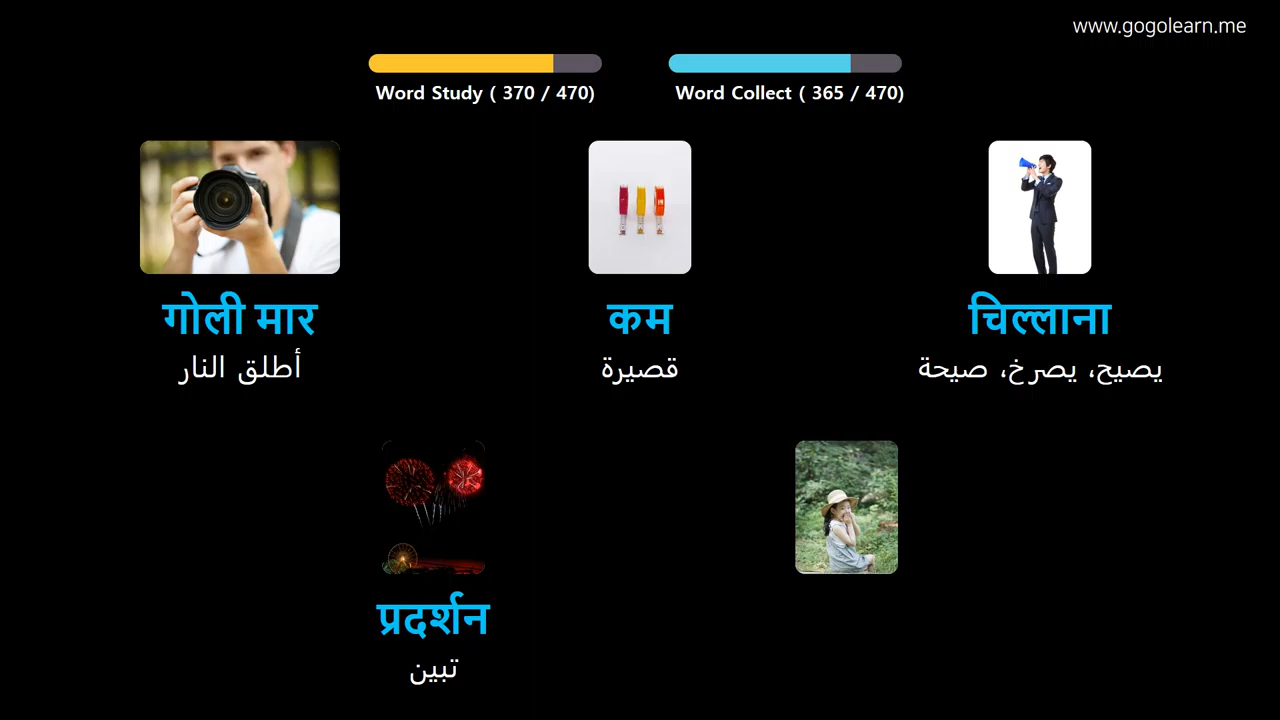 www.gogolearn.me
Word Study ( 370 / 470)
Word Collect ( 365 / 470)
गोली मार
कम
चिल्लाना
أطلق النار
قصيرة
يصيح، يصرخ، صيحة
प्रदर्शन
تبين